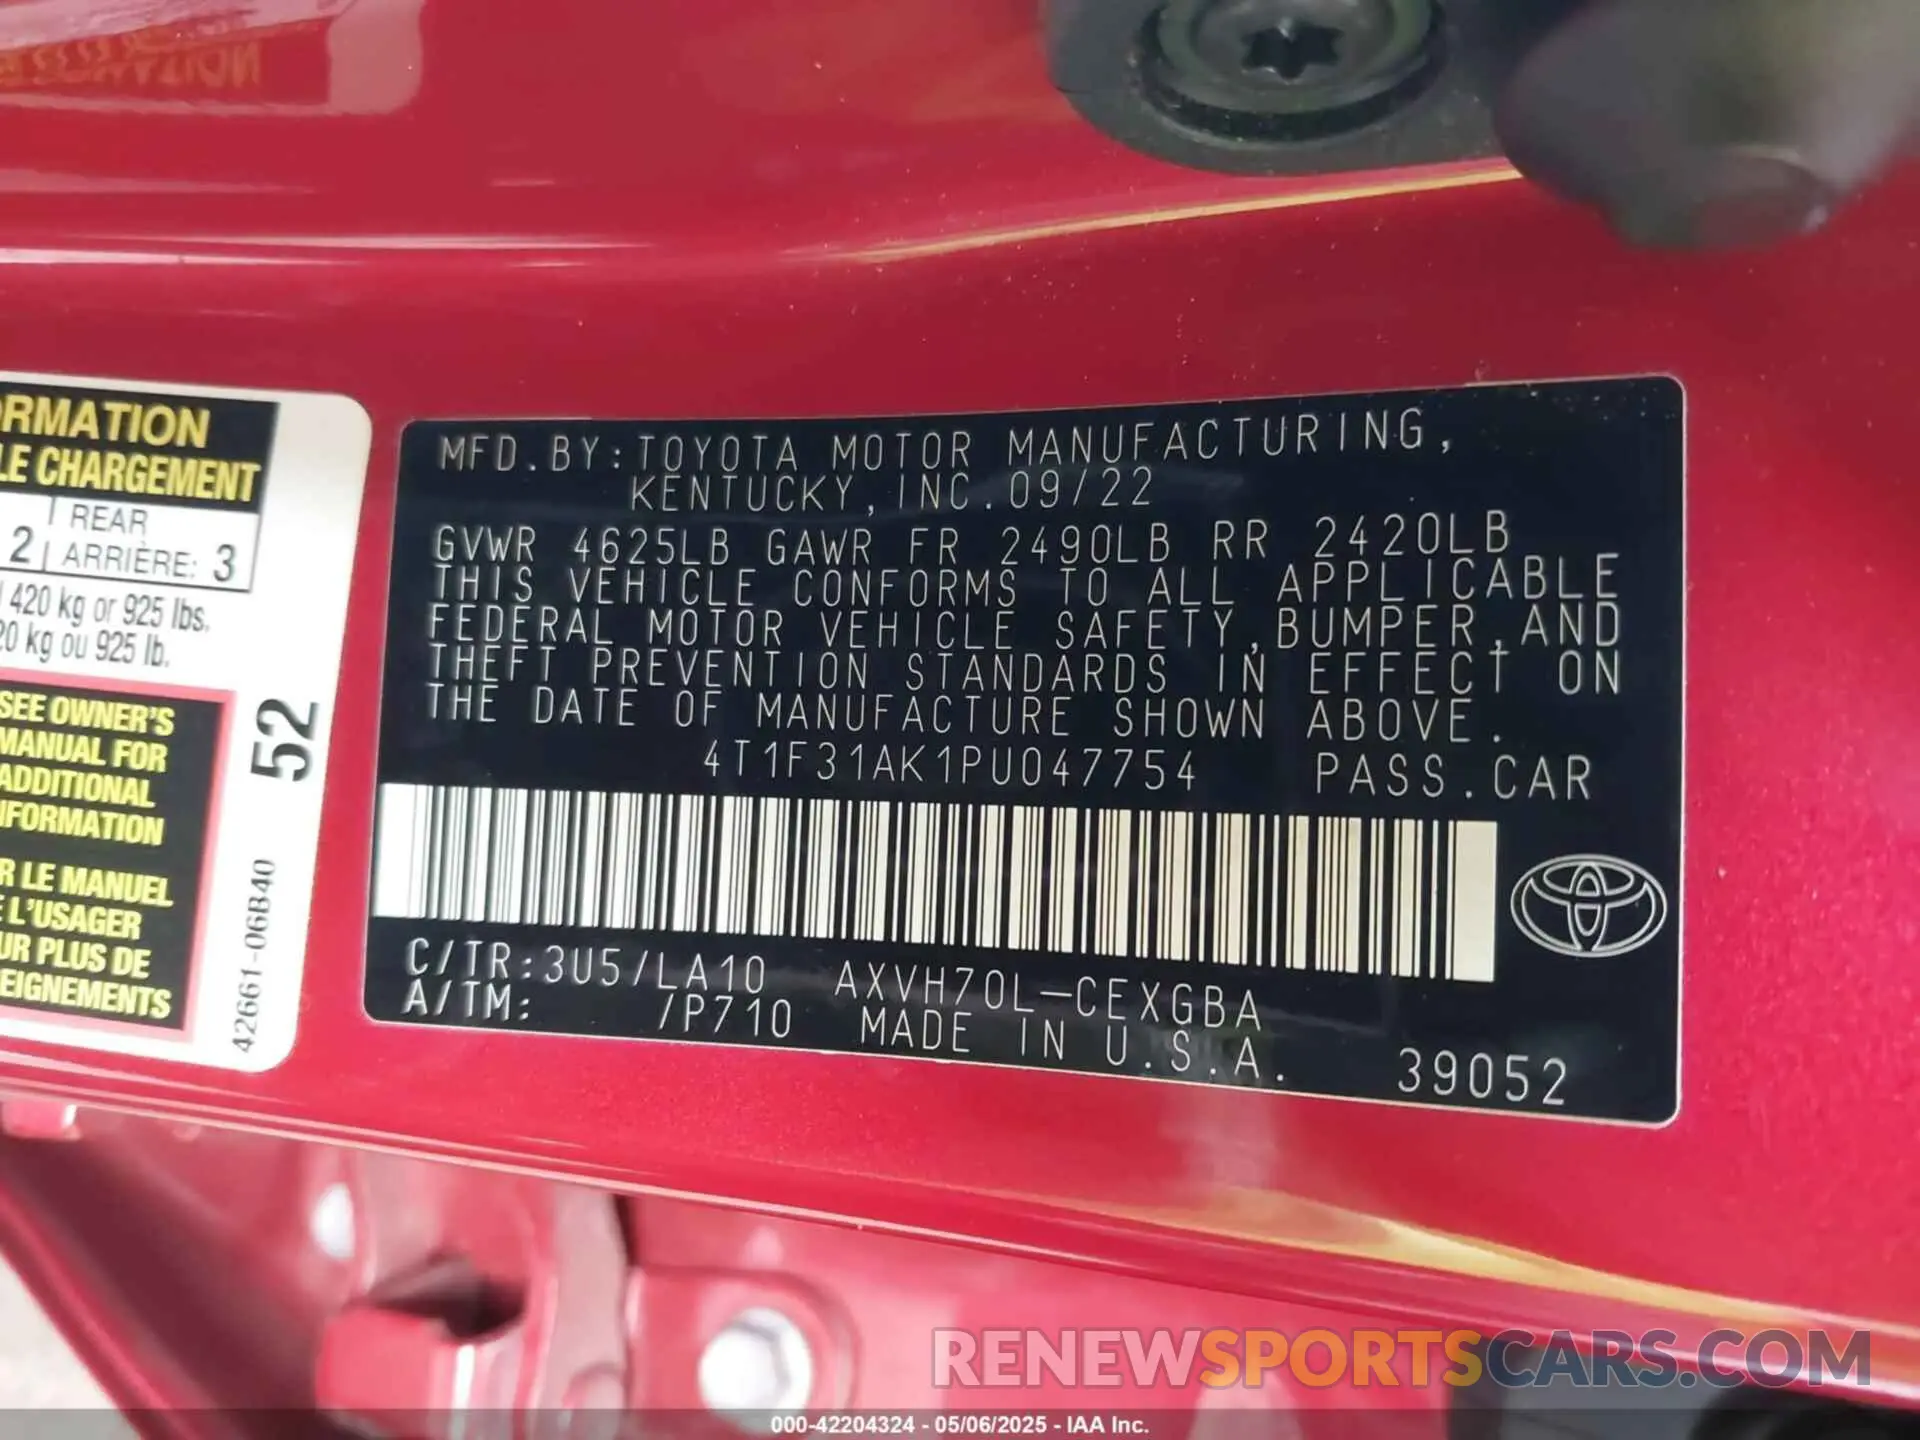 ORMATION
LE CHARGEMENT
REAR
2 ARRIÈRE: 3
420 kg or 925 lbs.
20 kg ou 925 lb.
SEE OWNER'S
MANUAL FOR
ADDITIONAL
NFORMATION
R LE MANUEL
E L'USAGER
UR PLUS DE
EIGNEMENTS
52
42661-06B40
MFD.BY:TOYOTA MOTOR MANUFACTURING,
KENTUCKY,INC.09/22
GVWR 4625LB GAWR FR 2490LB RR 2420LB
THIS VEHICLE CONFORMS TO ALL APPLICABLE
FEDERAL MOTOR VEHICLE SAFETY,BUMPER,AND
THEFT PREVENTION STANDARDS IN EFFECT ON
THE DATE OF MANUFACTURE SHOWN ABOVE.
4T1F31AK1PU047754 PASS.CAR
C/TR:3U5/LA10 AXVH70L-CEXGBA
A/TM: /P710 MADE IN U.S.A. 39052
RENEWSPORTSCARS.COM
000-42204324 - 05/06/2025 - IAA Inc.